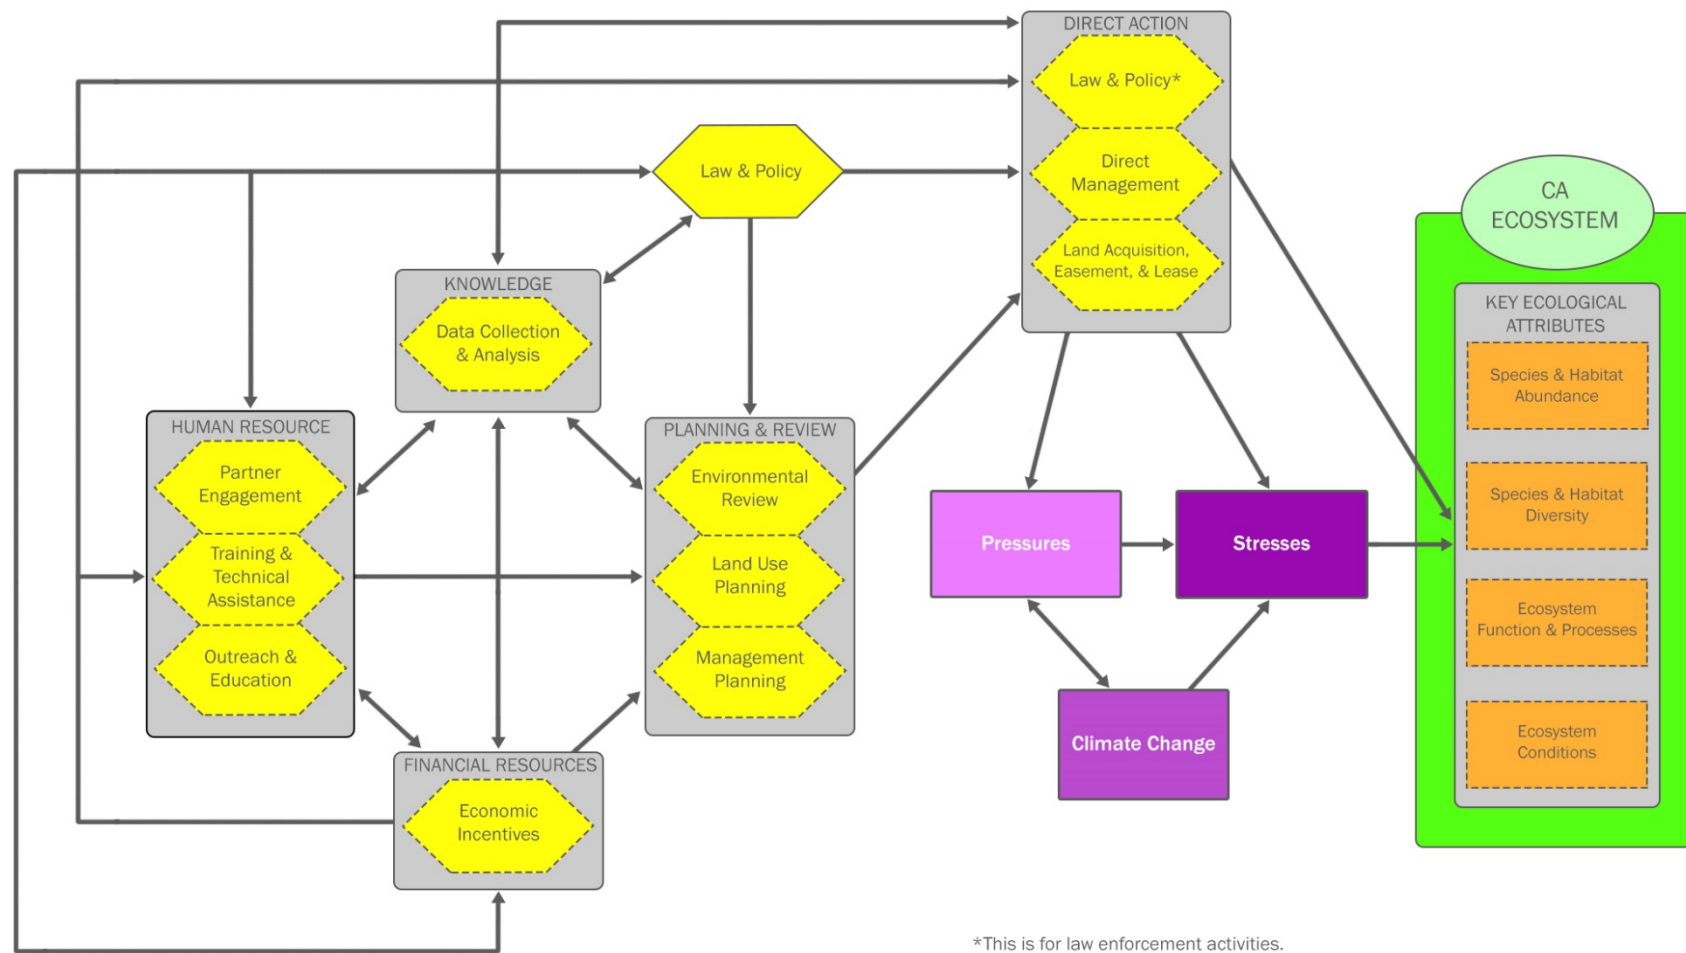 DIRECT ACTION
Law & Policy*
Direct
Management
Land Acquisition,
Easement, & Lease
Law & Policy
KNOWLEDGE
Data Collection
& Analysis
HUMAN RESOURCE
Partner
Engagement
Training &
Technical
Assistance
Outreach &
Education
PLANNING & REVIEW
Environmental
Review
Land Use
Planning
Management
Planning
FINANCIAL RESOURCES
Economic
Incentives
Pressures
Stresses
Climate Change
CA
ECOSYSTEM
KEY ECOLOGICAL
ATTRIBUTES
Species & Habitat
Abundance
Species & Habitat
Diversity
Ecosystem
Function & Processes
Ecosystem
Conditions
*This is for law enforcement activities.